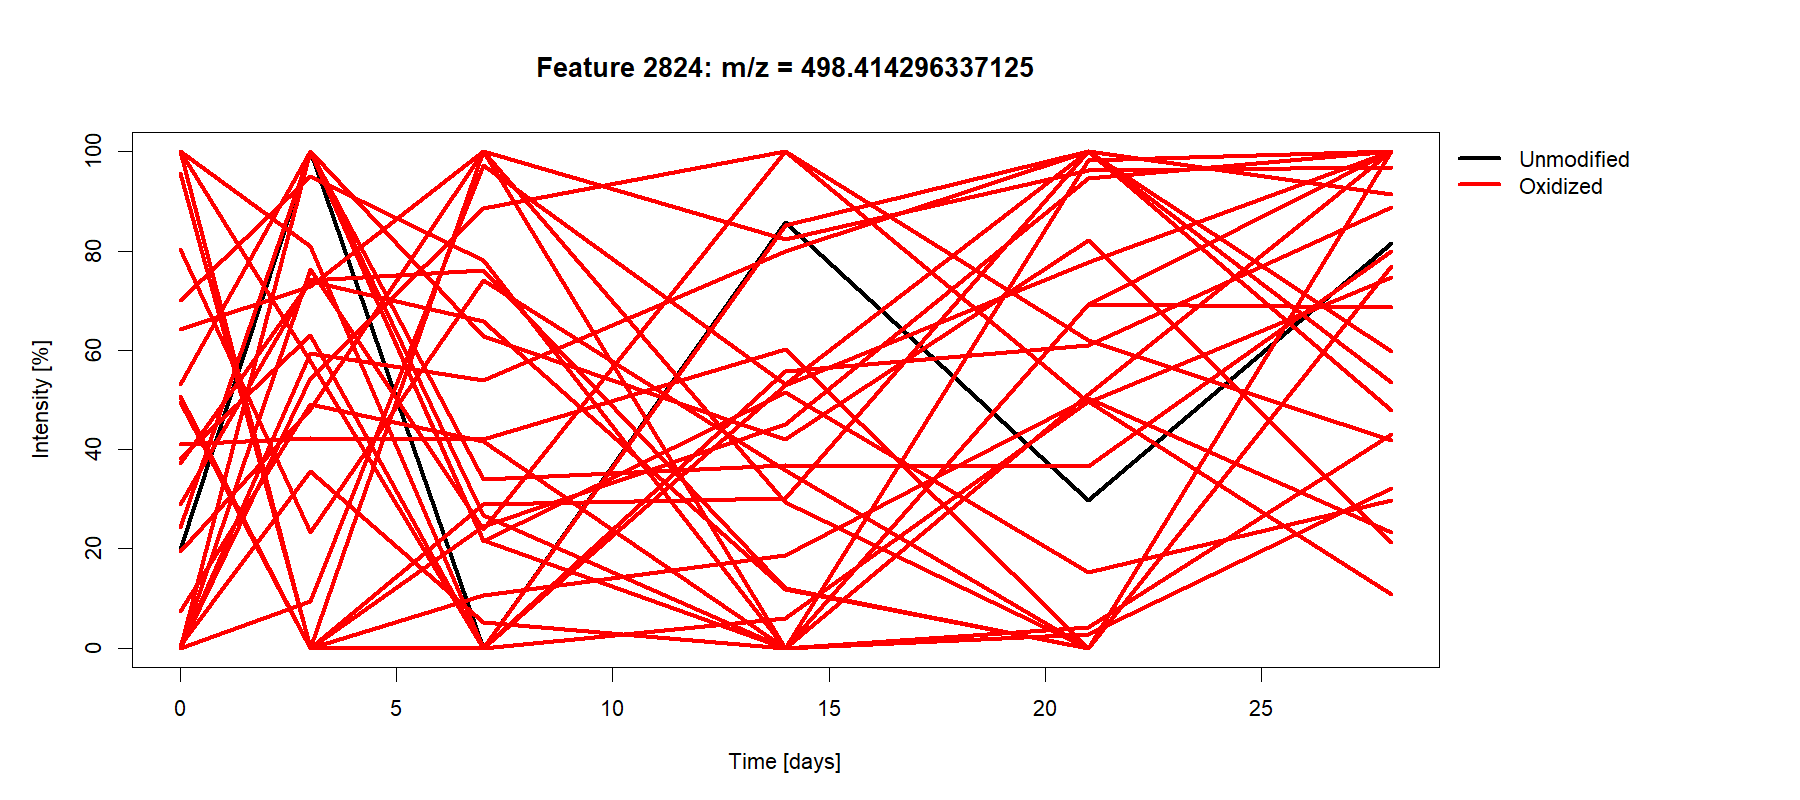 Feature 2824: m/z = 498.414296337125
Unmodified
Oxidized
Intensity [%]
100
80
60
40
20
0
0 5 10 15 20 25
Time [days]